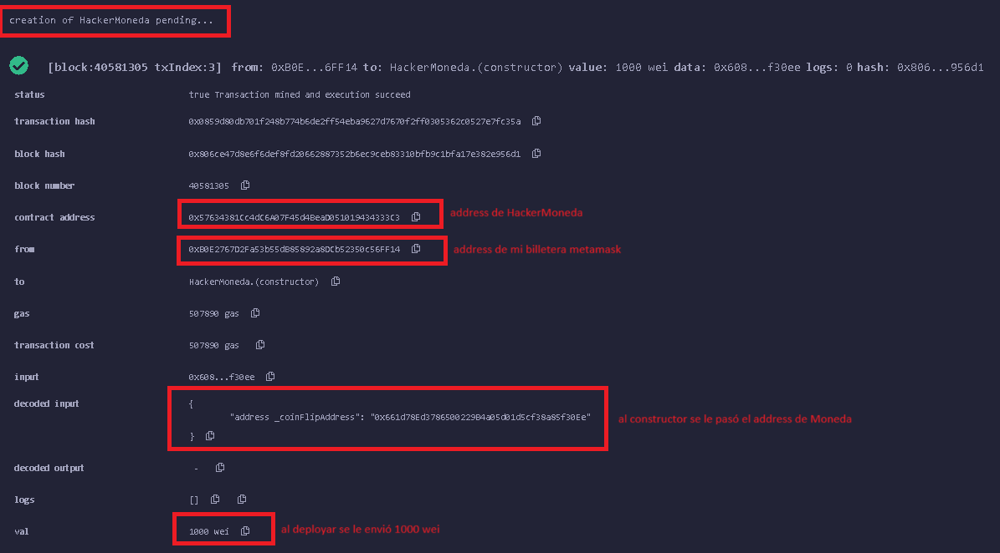 creation of HackerMoneda pending...
[block:40581305 txIndex:3] from: 0xB0E...6FF14 to: HackerMoneda.(constructor) value: 1000 wei data: 0x608...f30ee logs: 0 hash: 0x806...956d1
status true Transaction mined and execution succeed
transaction hash 0x0859d80db701f248b774b6de2ff54eba9627d7670f2ff0305362c0527e7fc35a
block hash 0x806ce47d8e6f6def8fd20662887352b6ec9ceb83310bfb9c1bfa17e382e956d1
block number 40581305
contract address 0x57634381Cc4dC6A07F45d4BeaD051019434333C3 address de HackerMoneda
from 0xB0E2767D2Fa53b55dB85892a8DCb52350c56FF14 address de mi billetera metamask
to HackerMoneda.(constructor)
gas 507890 gas
transaction cost 507890 gas
input 0x608...f30ee
decoded input {
"address _coinFlipAddress": "0x661d78Ed3786500229B4a05d01d5cf38a85f30Ee" al constructor se le pasó el address de Moneda
}
decoded output -
logs []
val 1000 wei al deployar se le envió 1000 wei